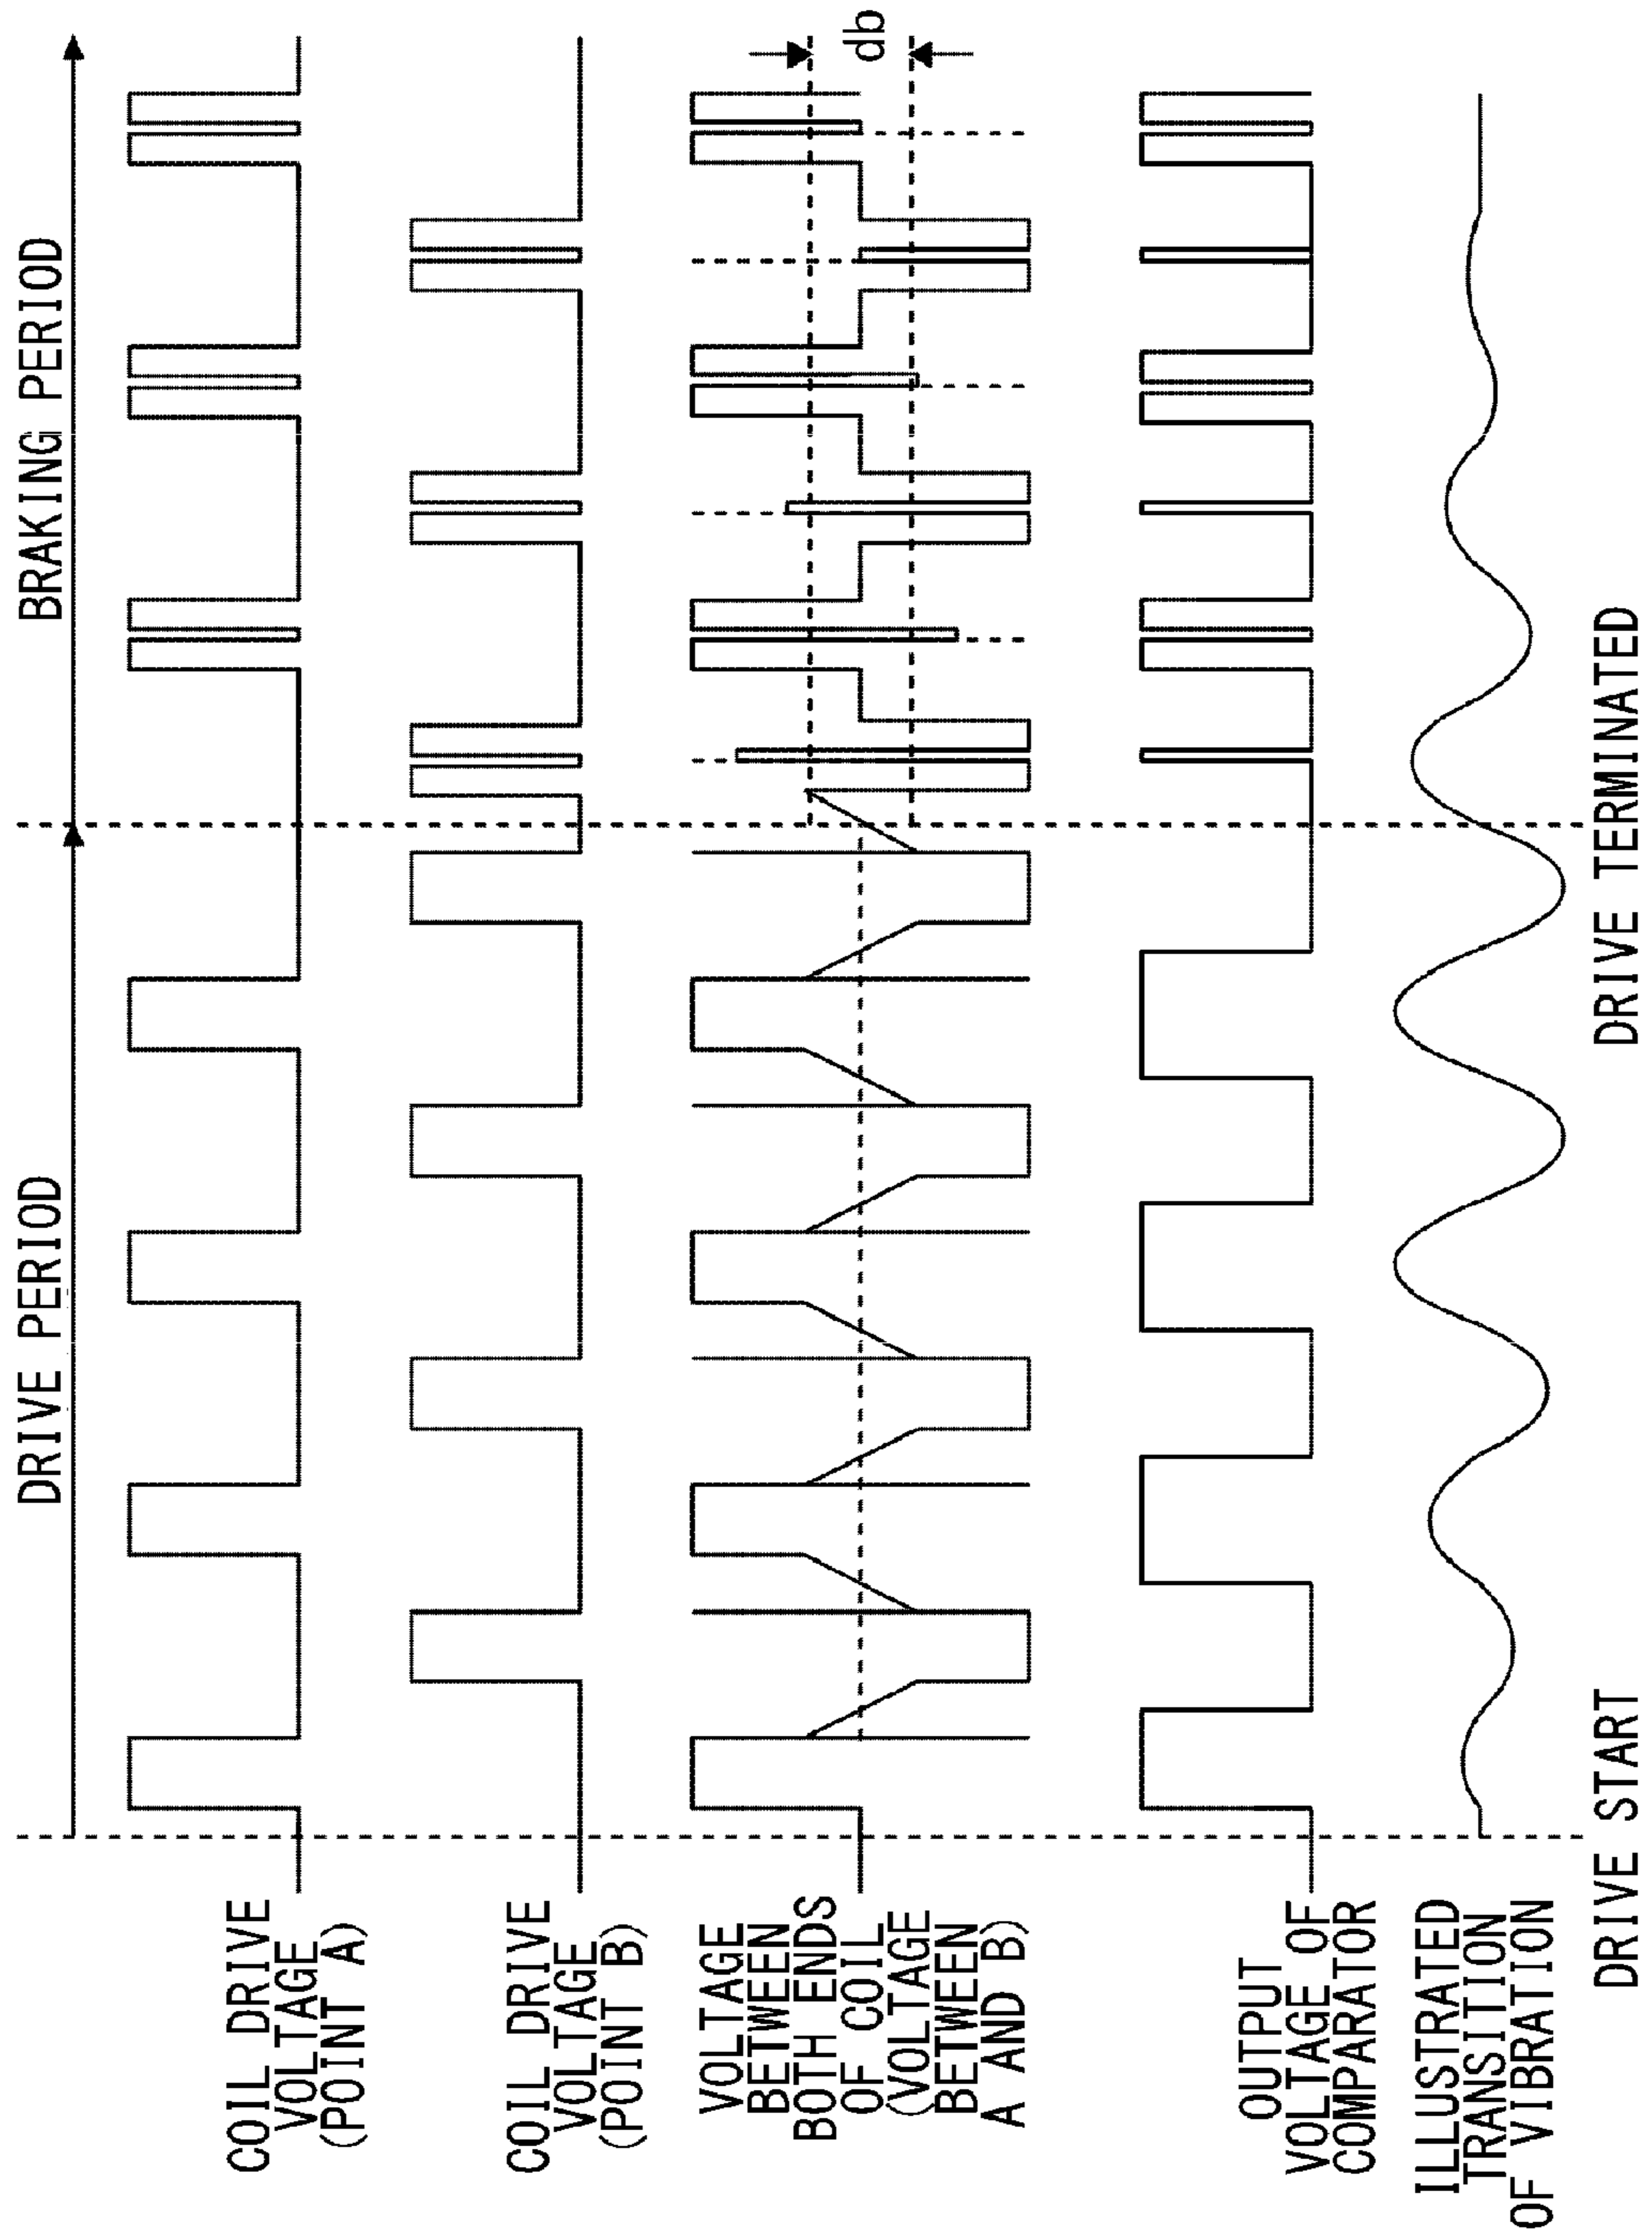 DRIVE PERIOD
BRAKING PERIOD
COIL DRIVE
VOLTAGE
(POINT A)
COIL DRIVE
VOLTAGE
(POINT B)
VOLTAGE
BETWEEN
BOTH ENDS
OF COIL
(VOLTAGE
BETWEEN
A AND B)
db
OUTPUT
VOLTAGE OF
COMPARATOR
ILLUSTRATED
TRANSITION
OF VIBRATION
DRIVE START
DRIVE TERMINATED